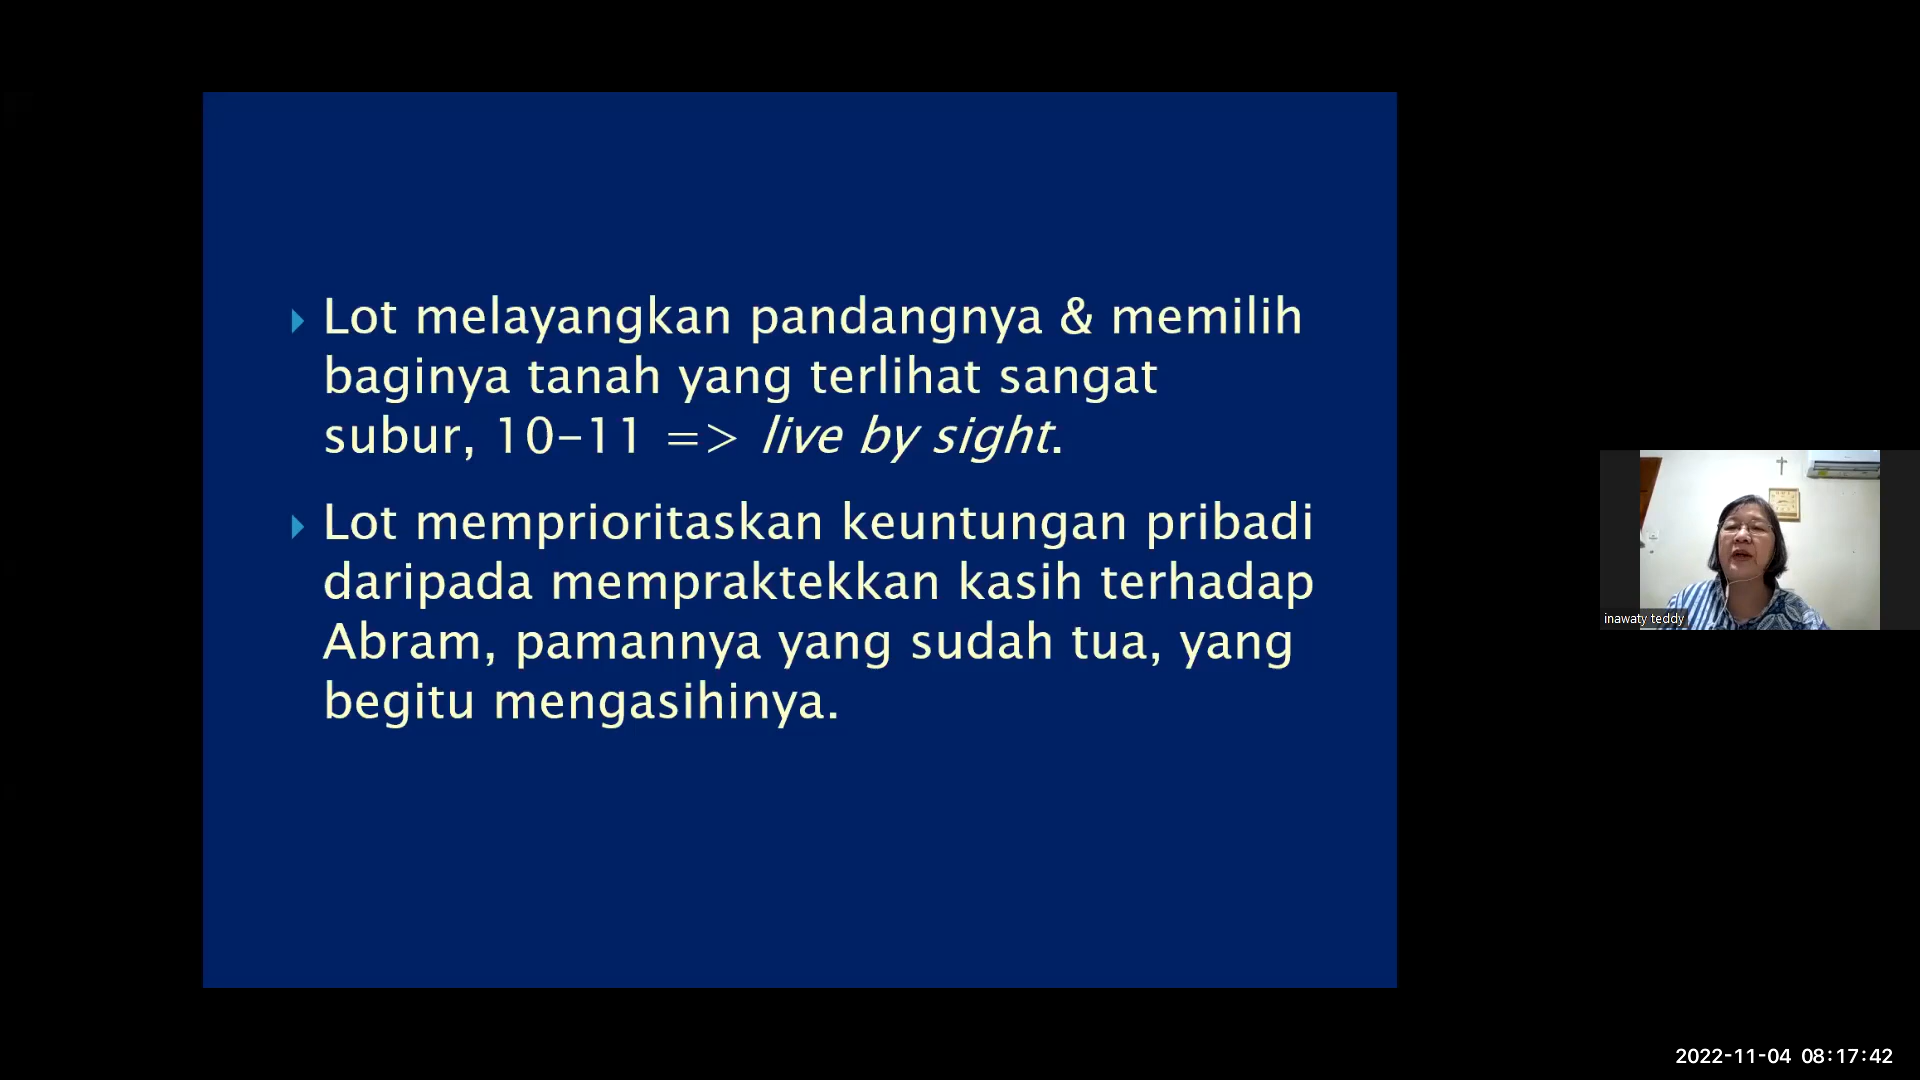 Lot melayangkan pandangnya & memilih
baginya tanah yang terlihat sangat
subur, 10-11 => live by sight.
Lot memprioritaskan keuntungan pribadi
daripada mempraktekkan kasih terhadap
Abram, pamannya yang sudah tua, yang
begitu mengasihinya.
inawaty teddy
2022-11-04 08:17:42